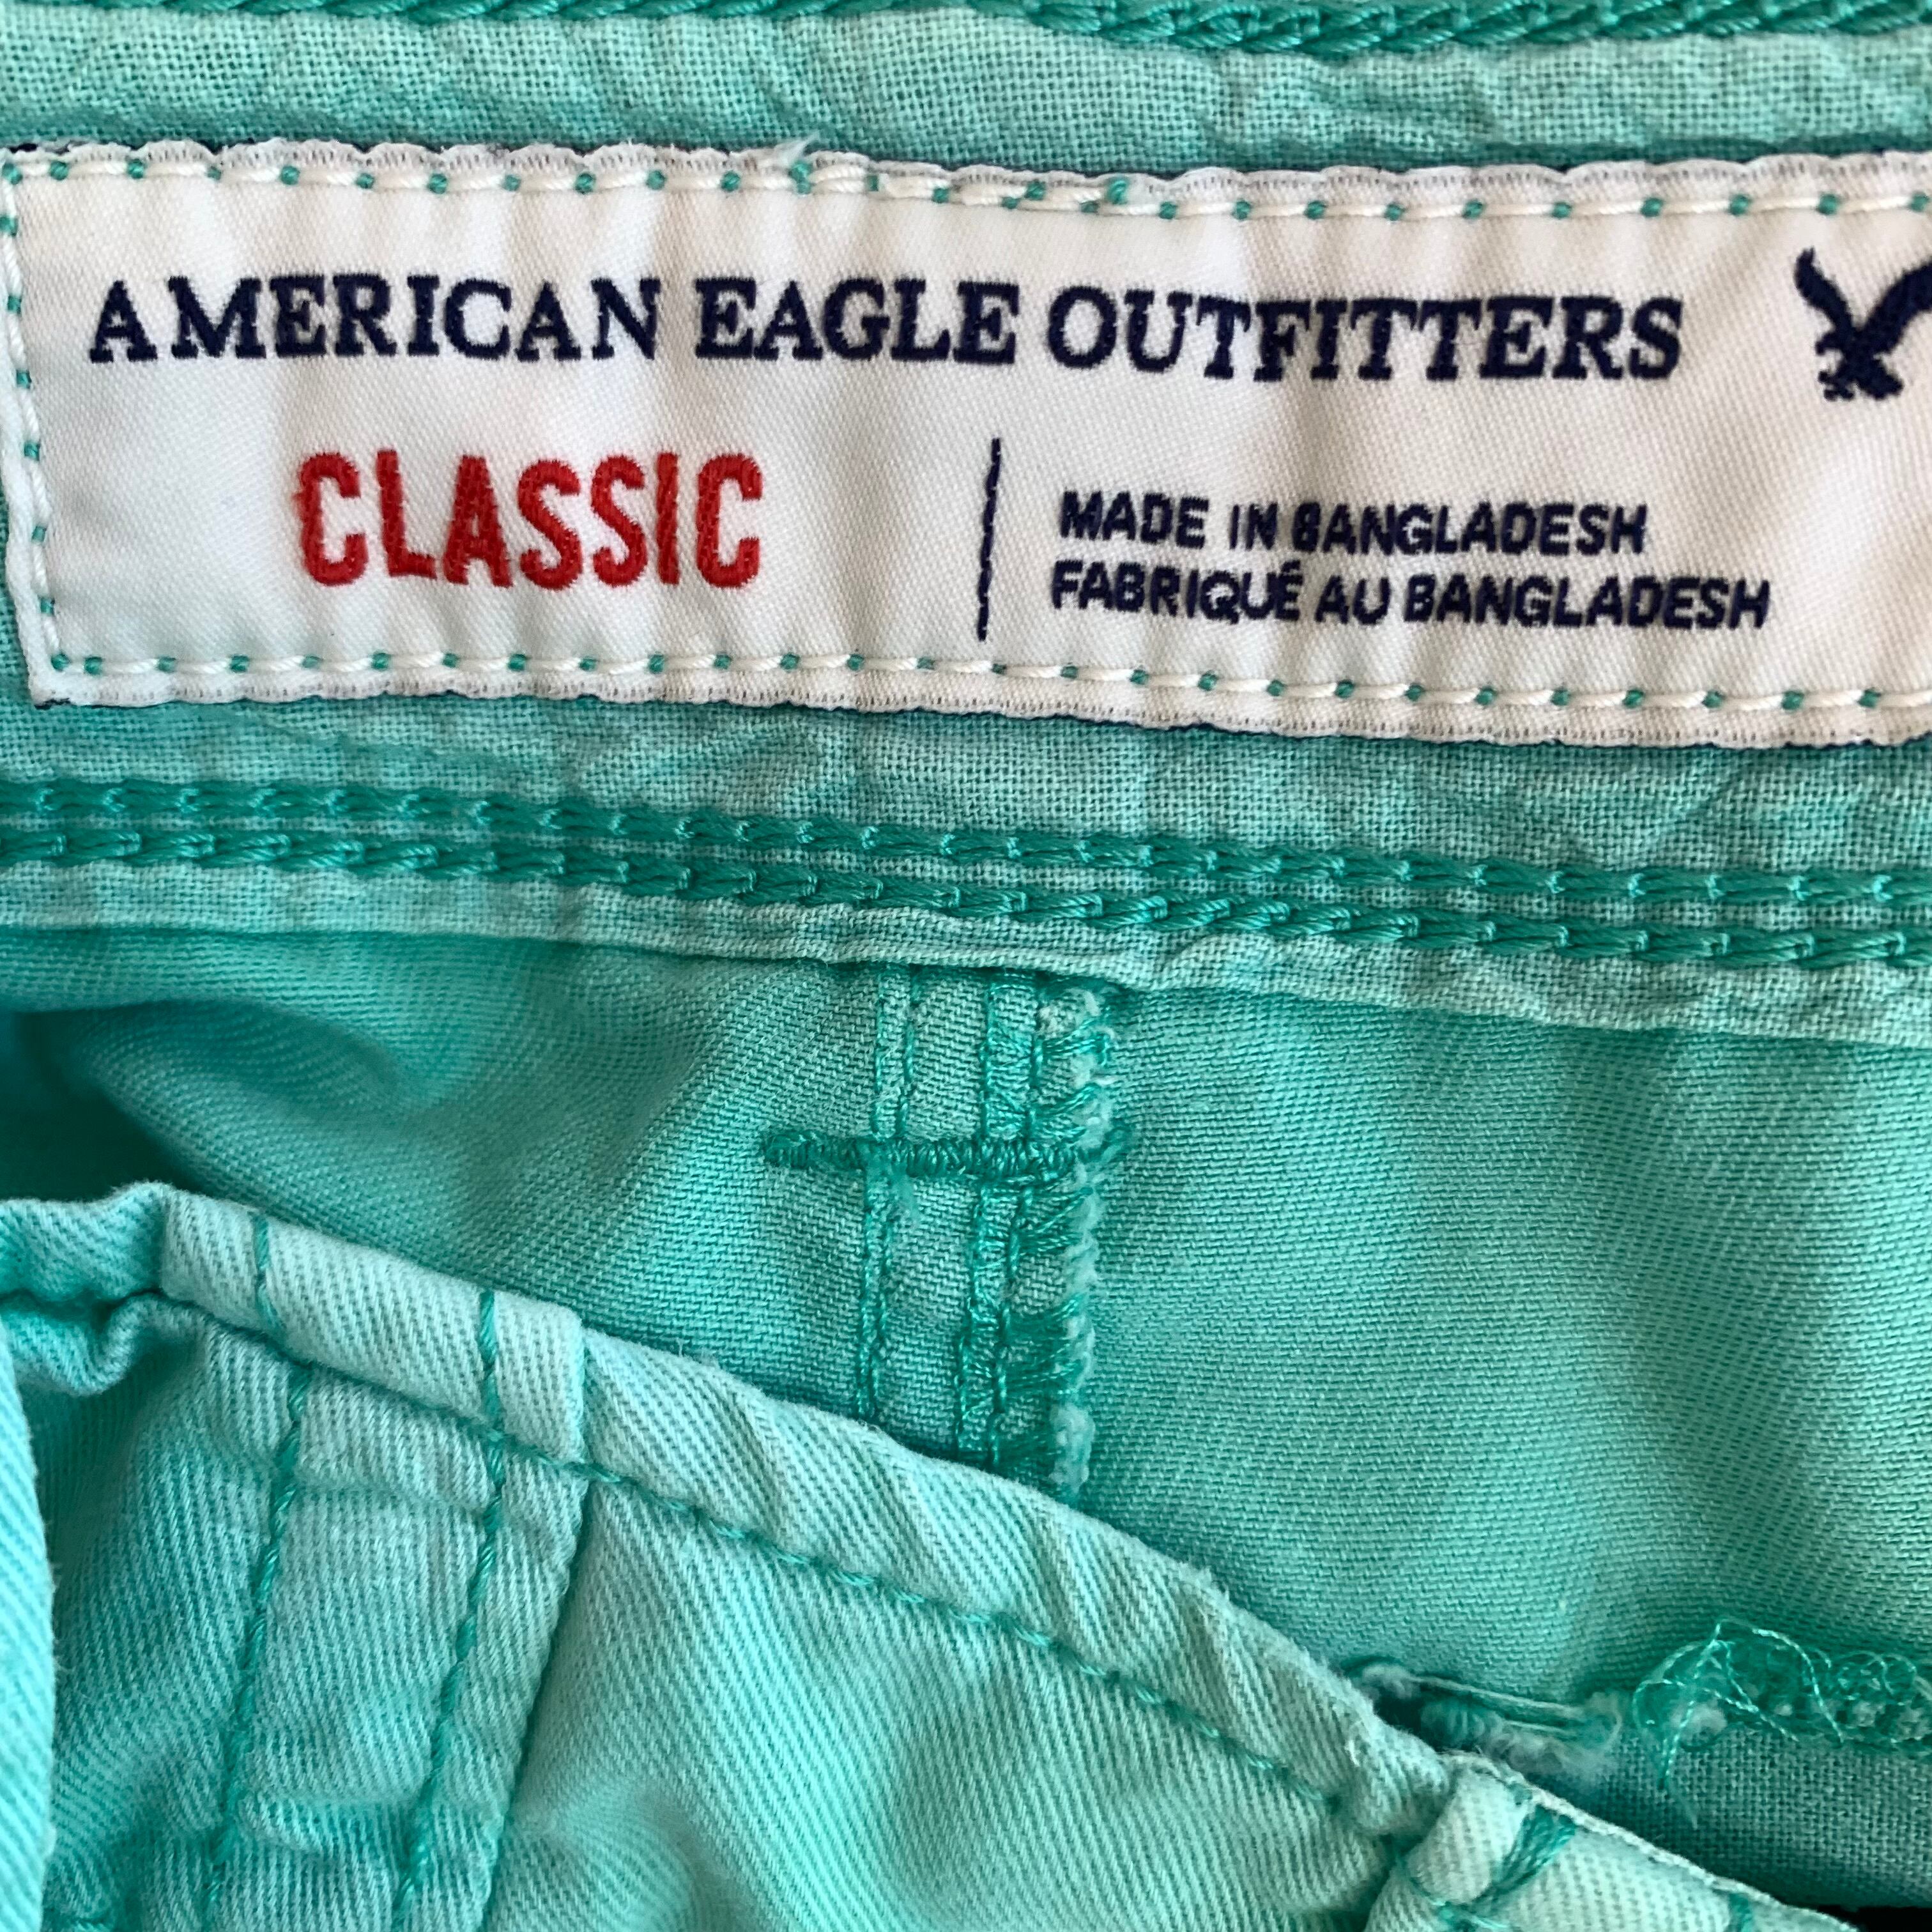 AMERICAN EAGLE OUTFITTERS
CLASSIC
MADE IN BANGLADESH
FABRIQUÉ AU BANGLADESH